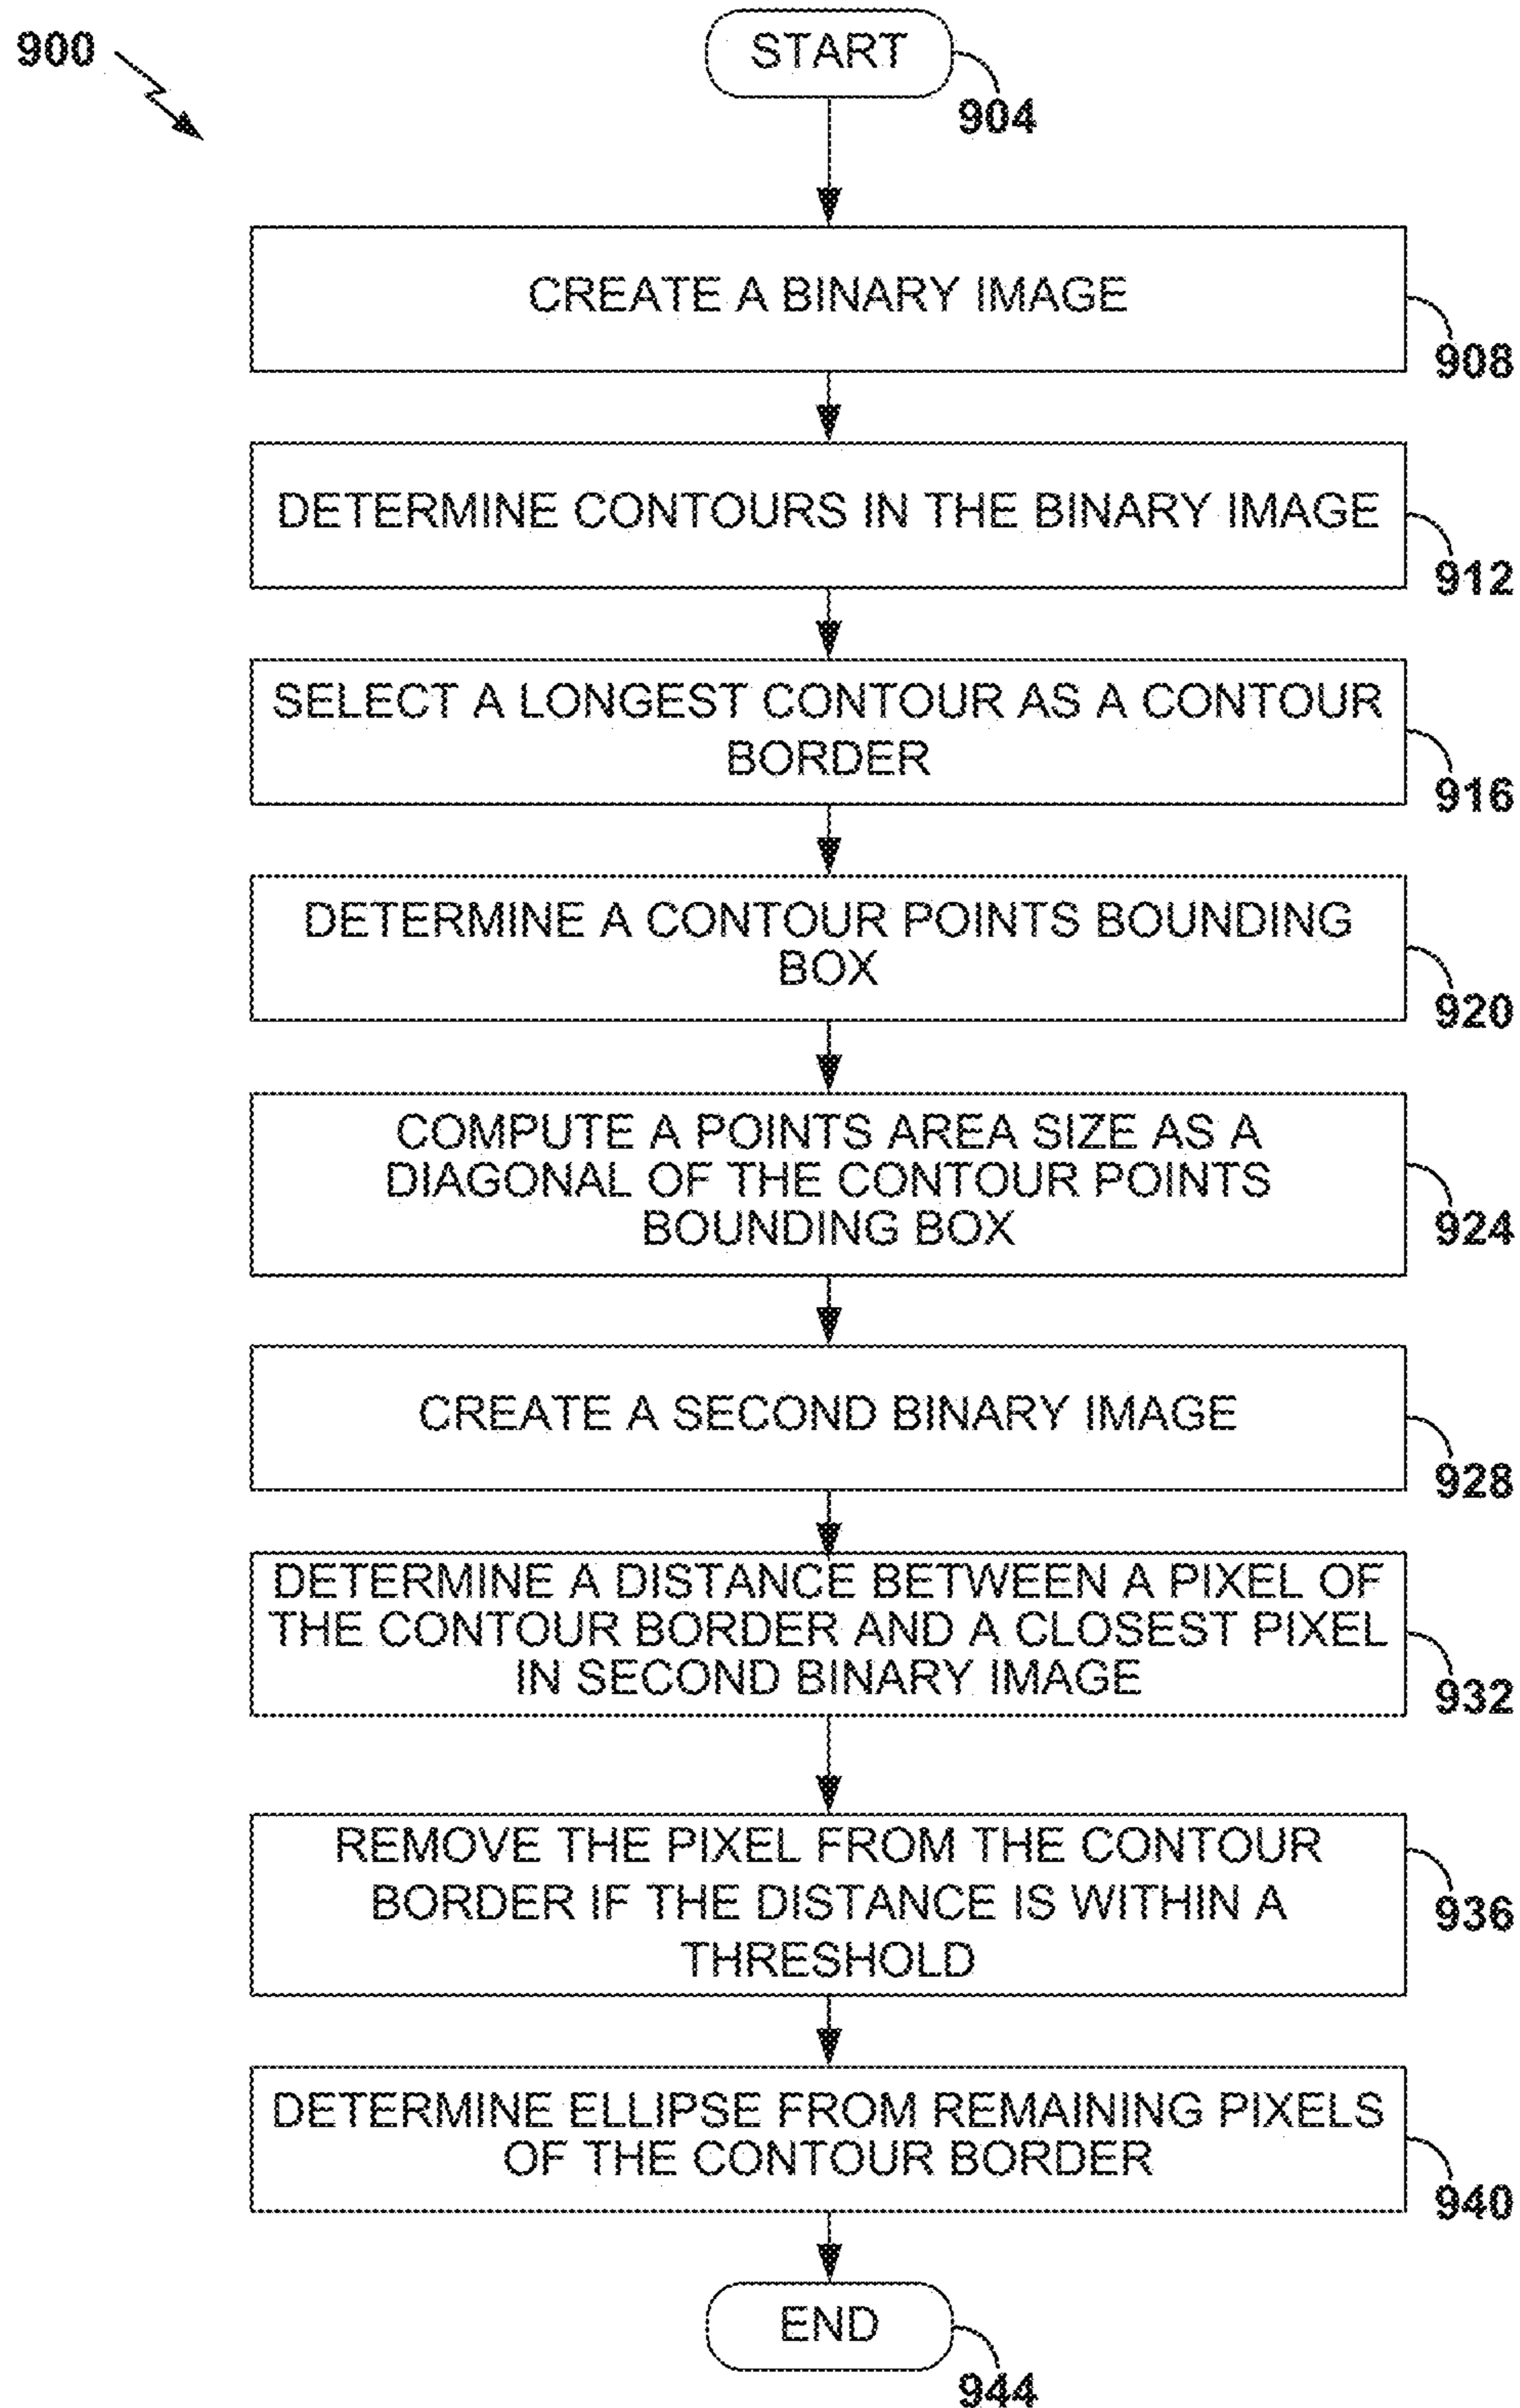 900
START
904
CREATE A BINARY IMAGE
908
DETERMINE CONTOURS IN THE BINARY IMAGE
912
SELECT A LONGEST CONTOUR AS A CONTOUR
BORDER
916
DETERMINE A CONTOUR POINTS BOUNDING
BOX
920
COMPUTE A POINTS AREA SIZE AS A
DIAGONAL OF THE CONTOUR POINTS
BOUNDING BOX
924
CREATE A SECOND BINARY IMAGE
928
DETERMINE A DISTANCE BETWEEN A PIXEL OF
THE CONTOUR BORDER AND A CLOSEST PIXEL
IN SECOND BINARY IMAGE
932
REMOVE THE PIXEL FROM THE CONTOUR
BORDER IF THE DISTANCE IS WITHIN A
THRESHOLD
936
DETERMINE ELLIPSE FROM REMAINING PIXELS
OF THE CONTOUR BORDER
940
END
944